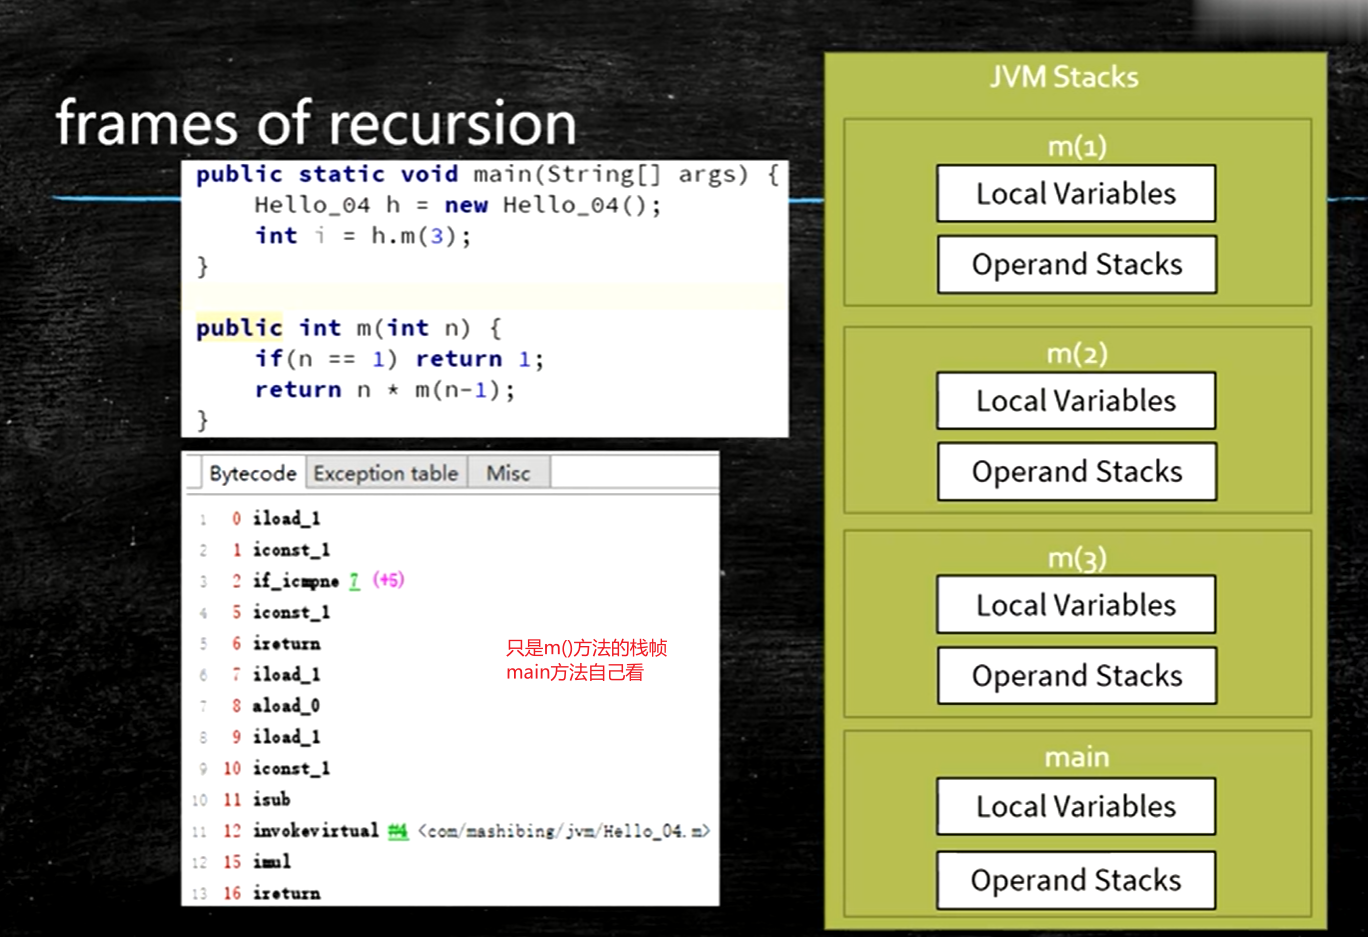 frames of recursion
public static void main(String[] args) {
Hello_04 h = new Hello_04();
int i = h.m(3);
}
public int m(int n) {
if(n == 1) return 1;
return n * m(n-1);
}
Bytecode Exception table Misc
1 0 iload_1
2 1 iconst_1
3 2 if_icmpne 7 (+5)
4 5 iconst_1
5 6 ireturn
6 7 iload_1
7 8 aload_0
8 9 iload_1
9 10 iconst_1
10 11 isub
11 12 invokevirtual #4 <com/mashibing/jvm/Hello_04.m>
12 15 imul
13 16 ireturn
只是m()方法的栈帧
main方法自己看
JVM Stacks
m(1)
Local Variables
Operand Stacks
m(2)
Local Variables
Operand Stacks
m(3)
Local Variables
Operand Stacks
main
Local Variables
Operand Stacks